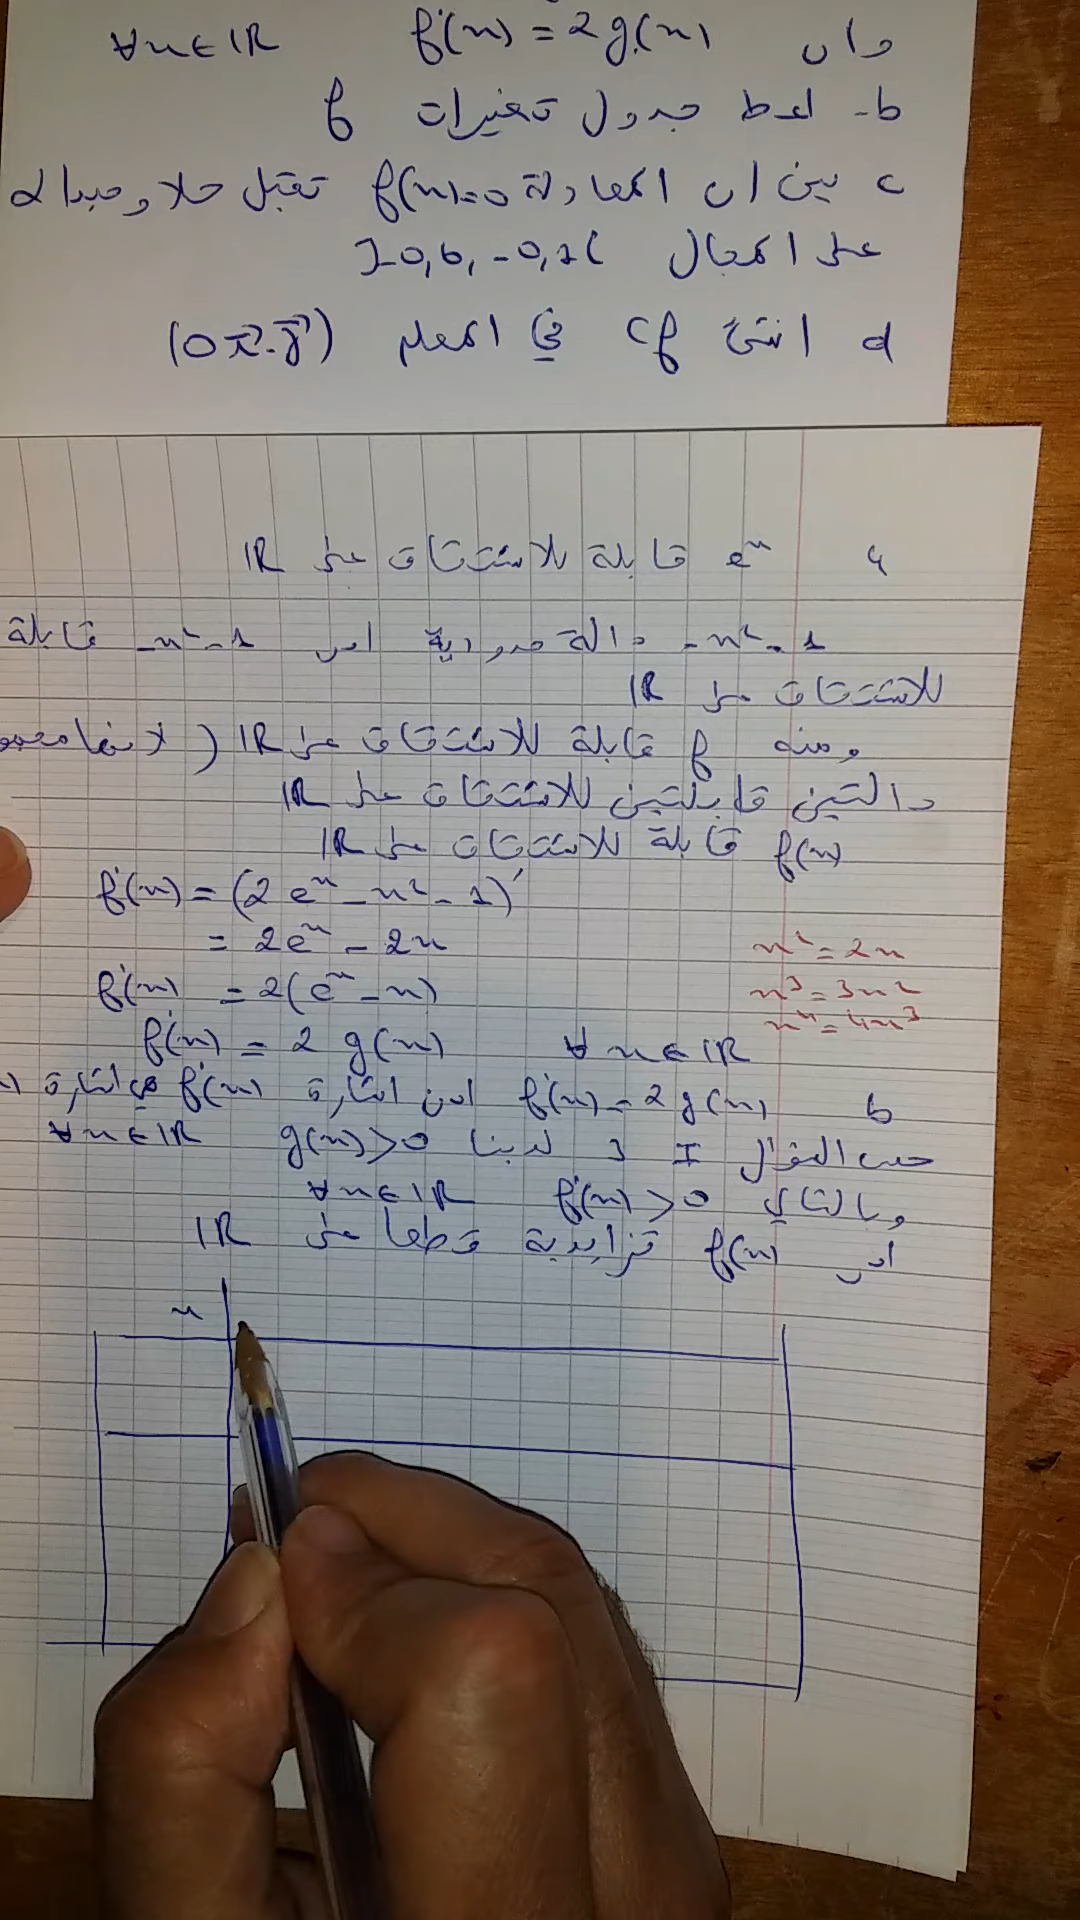 وان f'(x) = 2g(x) ∀x∈IR
b- اعط جدول تغيرات f
c بين ان المعادلة f(x)=0 تقبل حلا وحيدا α
على المجال ]-0,6, -0,7[
d انشئ Cf في المعلم (O i⃗. j⃗)
4 eˣ قابلة للاشتقاق على IR
-x²-1 دالة حدودية اذن -x²-1 قابلة
للاشتقاق على IR
ومنه f قابلة للاشتقاق على IR ( لانها
دالتين قابلتين للاشتقاق على IR
f(x) قابلة للاشتقاق على IR
f'(x) = (2eˣ - x² - 1)'
= 2eˣ - 2x
x² = 2x
f'(x) = 2(eˣ - x)
x³ = 3x²
x⁴ = 4x³
f'(x) = 2 g(x) ∀x∈IR
b f'(x) = 2g(x) اذن اشارة f'(x) هي اشارة
حسب السؤال I 3 لدينا g(x)>0 ∀x∈IR
وبالتالي f'(x)>0 ∀x∈IR
اذن f(x) تزايدية قطعا على IR
x